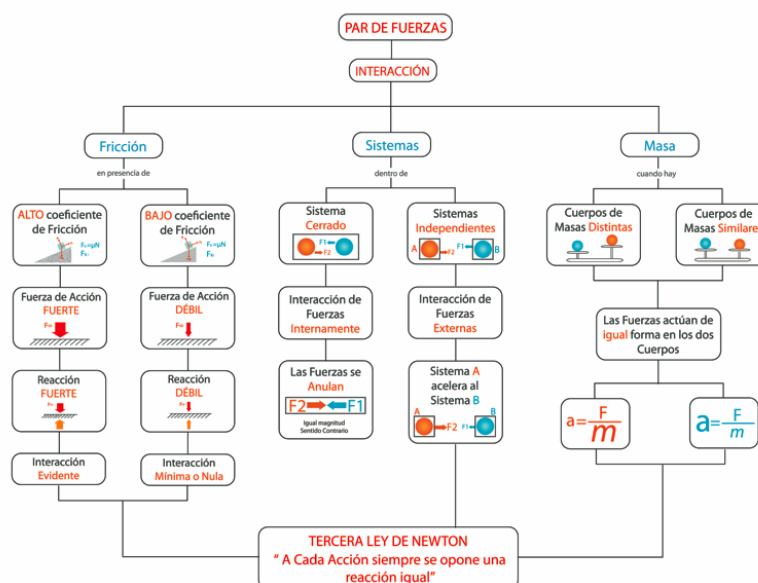 PAR DE FUERZAS
INTERACCIÓN
Fricción
Sistemas
Masa
en presencia de
dentro de
cuando hay
ALTO coeficiente
de Fricción
Fr=μN
BAJO coeficiente
de Fricción
Fr=μN
Sistema
Cerrado
F1
F2
Sistemas
Independientes
A
F1
F2
B
Cuerpos de
Masas Distintas
Cuerpos de
Masas Similare
Fuerza de Acción
FUERTE
Fuerza de Acción
DÉBIL
Interacción de
Fuerzas
Internamente
Interacción de
Fuerzas
Externas
Las Fuerzas actúan de
igual forma en los dos
Cuerpos
Reacción
FUERTE
Reacción
DÉBIL
Las Fuerzas se
Anulan
F2 F1
Igual magnitud
Sentido Contrario
Sistema A
acelera al
Sistema B
A
F2
F1
B
a= F
m
a= F
m
Interacción
Evidente
Interacción
Mínima o Nula
TERCERA LEY DE NEWTON
“ A Cada Acción siempre se opone una
reacción igual”